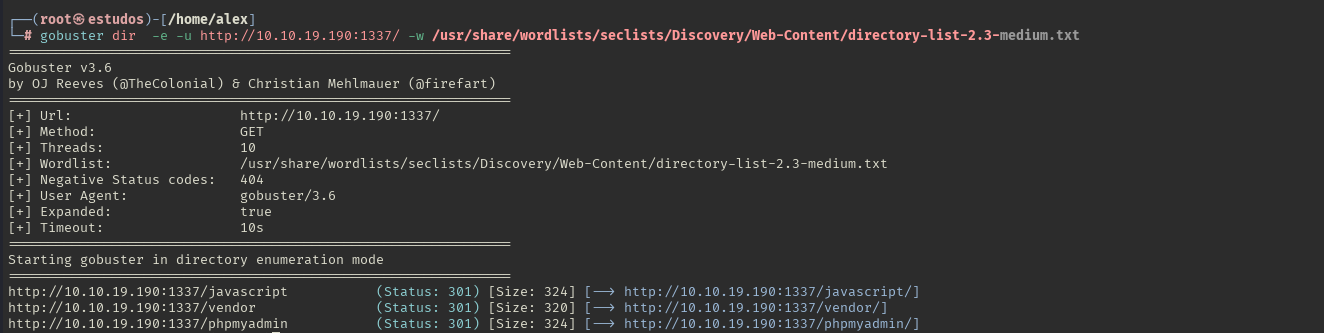 ┌──(root㉿estudos)-[/home/alex]
└─# gobuster dir  -e -u http://10.10.19.190:1337/ -w /usr/share/wordlists/seclists/Discovery/Web-Content/directory-list-2.3-medium.txt
===============================================================
Gobuster v3.6
by OJ Reeves (@TheColonial) & Christian Mehlmauer (@firefart)
===============================================================
[+] Url:                     http://10.10.19.190:1337/
[+] Method:                  GET
[+] Threads:                 10
[+] Wordlist:                /usr/share/wordlists/seclists/Discovery/Web-Content/directory-list-2.3-medium.txt
[+] Negative Status codes:   404
[+] User Agent:              gobuster/3.6
[+] Expanded:                true
[+] Timeout:                 10s
===============================================================
Starting gobuster in directory enumeration mode
===============================================================
http://10.10.19.190:1337/javascript           (Status: 301) [Size: 324] [--> http://10.10.19.190:1337/javascript/]
http://10.10.19.190:1337/vendor               (Status: 301) [Size: 320] [--> http://10.10.19.190:1337/vendor/]
http://10.10.19.190:1337/phpmyadmin           (Status: 301) [Size: 324] [--> http://10.10.19.190:1337/phpmyadmin/]